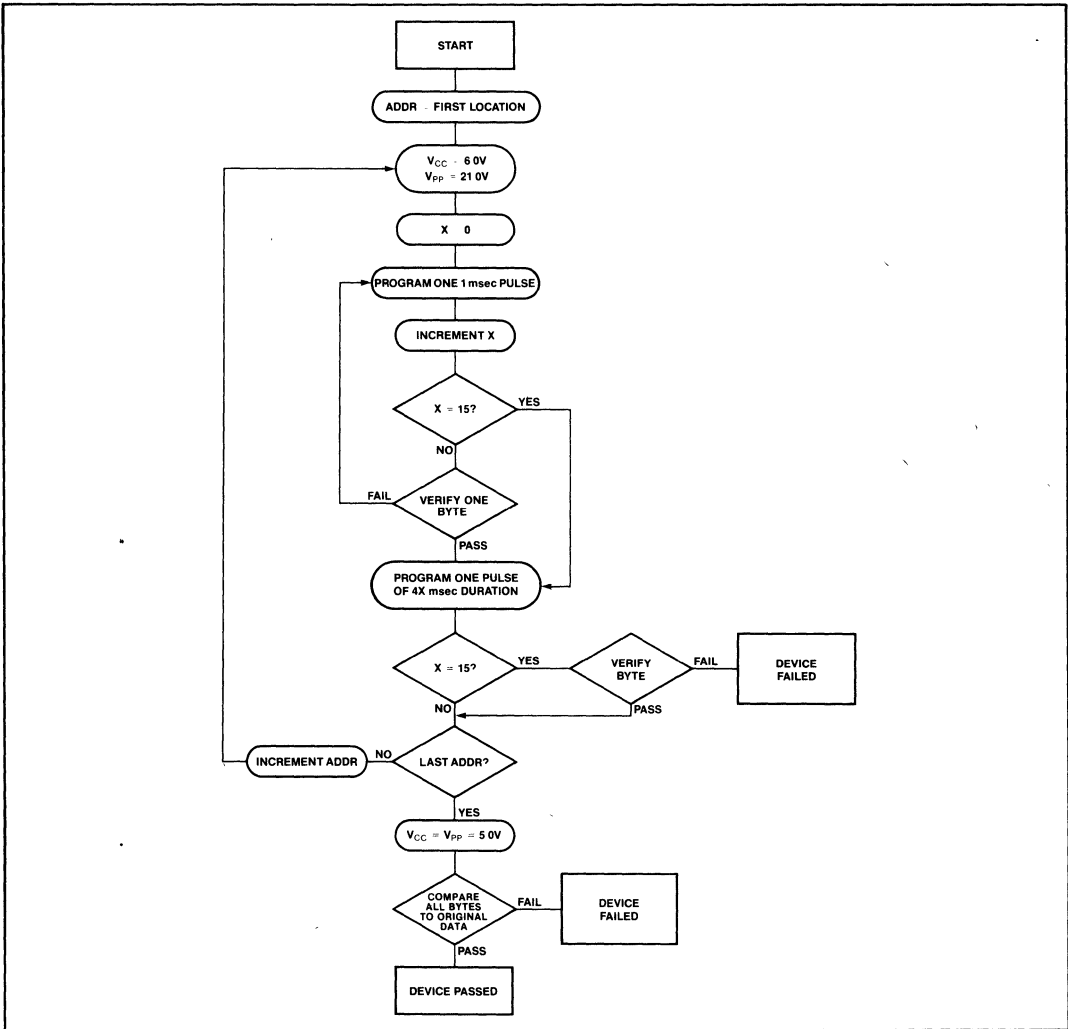 START
ADDR - FIRST LOCATION
VCC - 6 0V
VPP = 21 0V
X 0
PROGRAM ONE 1 msec PULSE
INCREMENT X
X = 15?
YES
NO
FAIL
VERIFY ONE
BYTE
PASS
PROGRAM ONE PULSE
OF 4X msec DURATION
X = 15?
YES
VERIFY
BYTE
FAIL
DEVICE
FAILED
NO
PASS
INCREMENT ADDR
NO
LAST ADDR?
YES
VCC = VPP = 5 0V
COMPARE
ALL BYTES
TO ORIGINAL
DATA
FAIL
DEVICE
FAILED
PASS
DEVICE PASSED